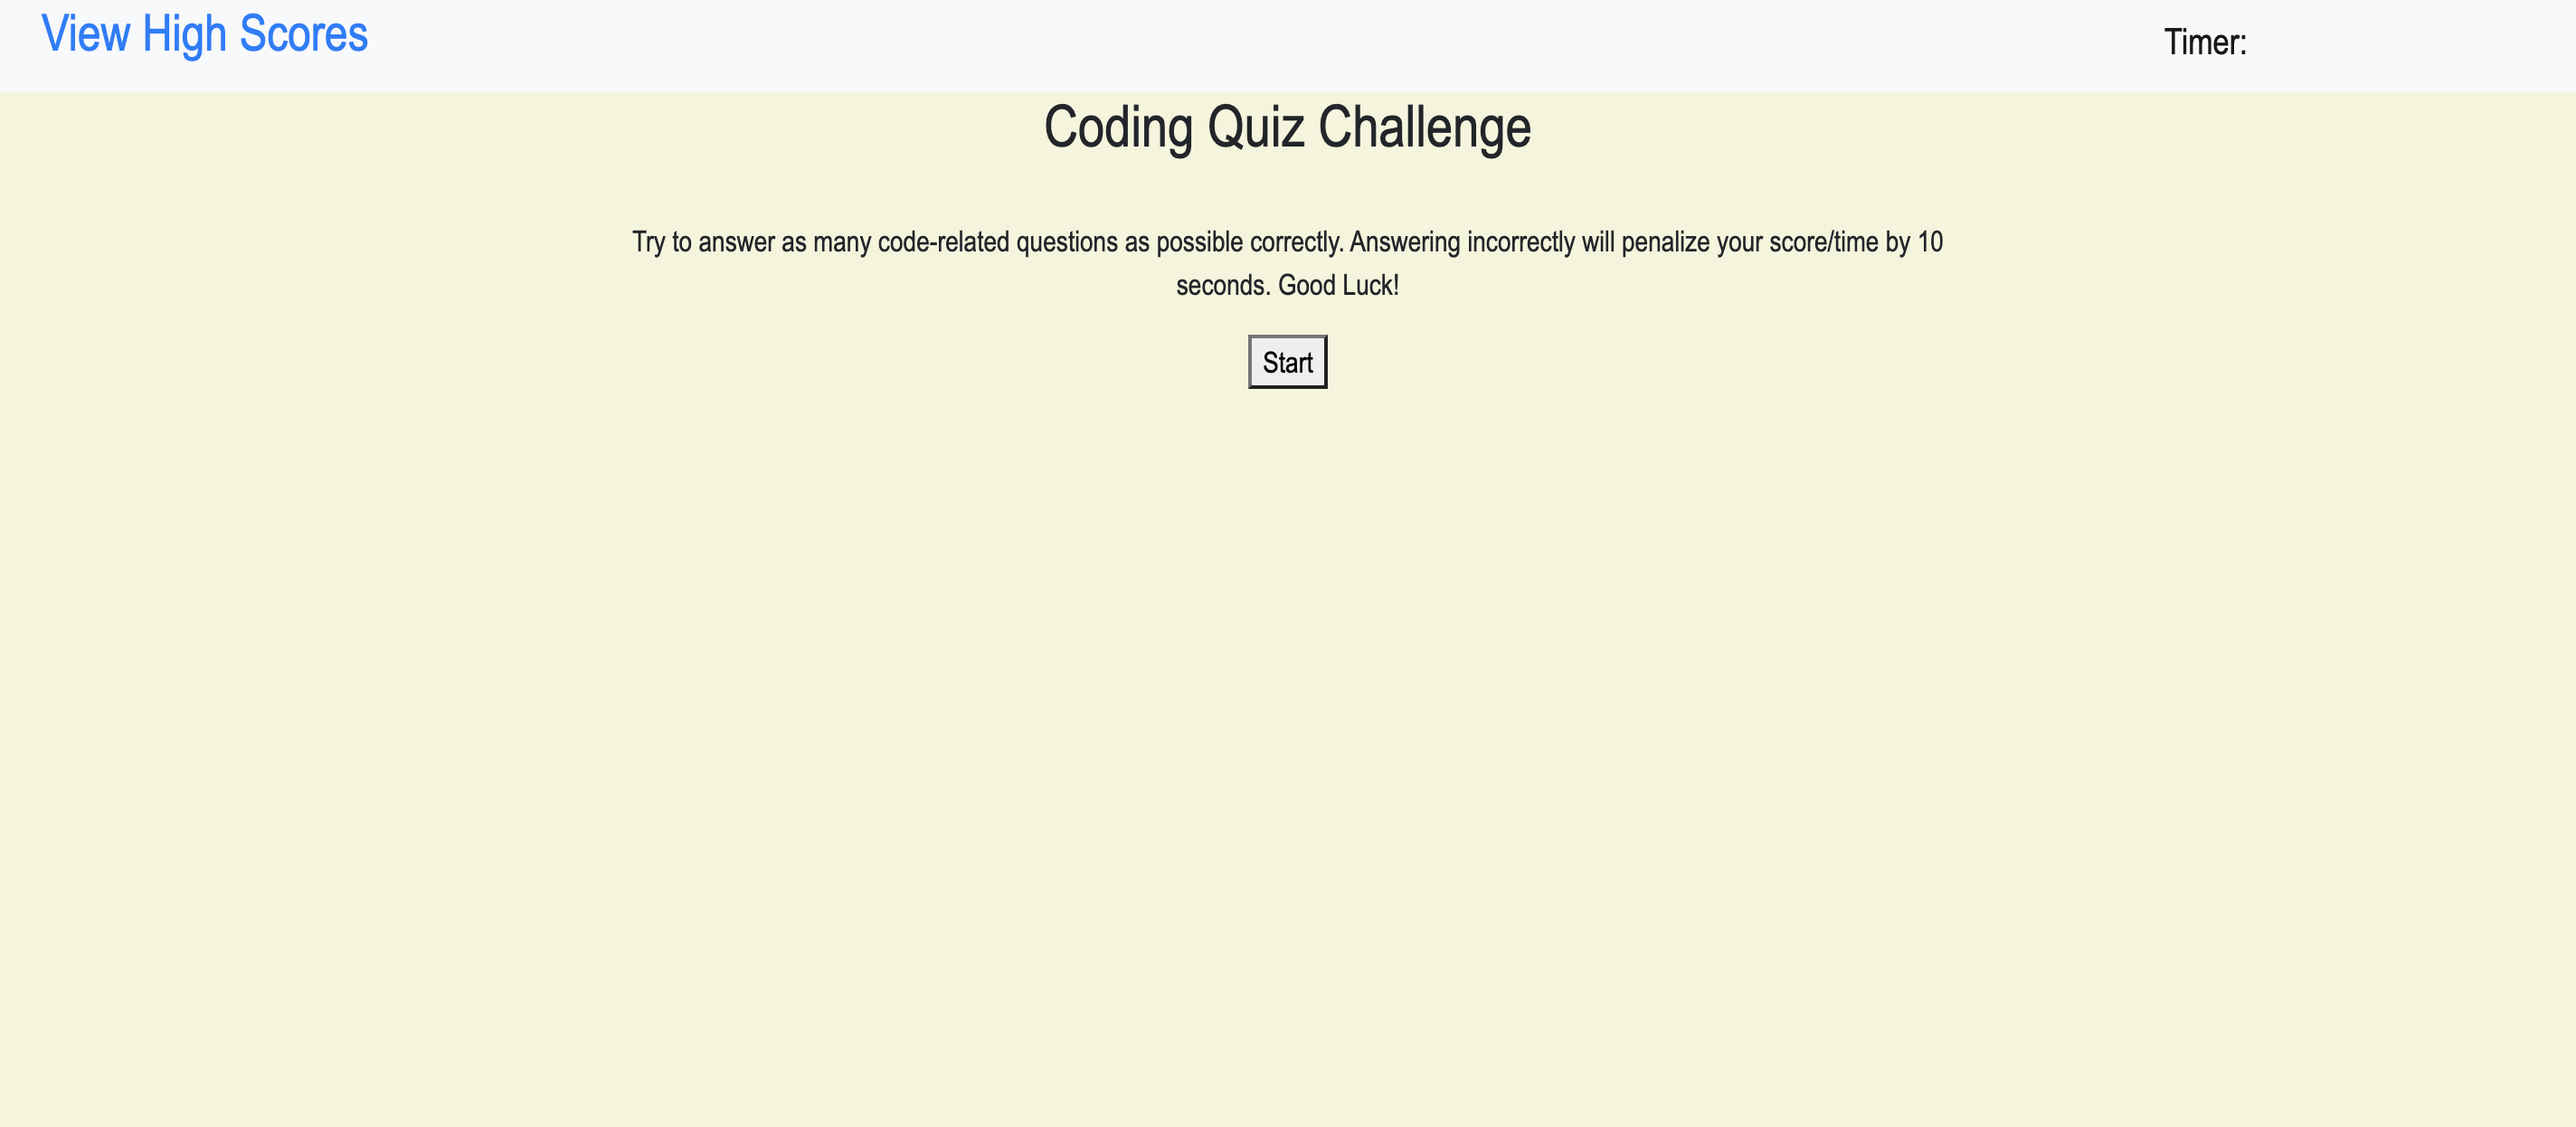 View High Scores
Timer:
Coding Quiz Challenge
Try to answer as many code-related questions as possible correctly. Answering incorrectly will penalize your score/time by 10
seconds. Good Luck!
Start